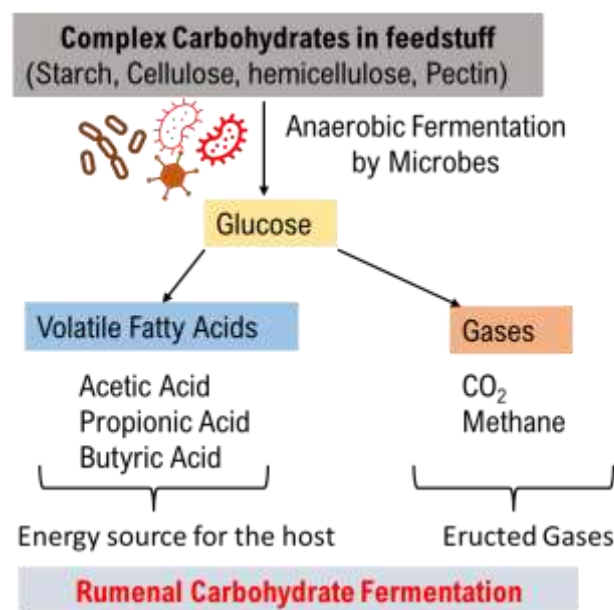 Complex Carbohydrates in feedstuff
(Starch, Cellulose, hemicellulose, Pectin)
Anaerobic Fermentation
by Microbes
Glucose
Volatile Fatty Acids
Gases
Acetic Acid
Propionic Acid
Butyric Acid
CO₂
Methane
Energy source for the host
Eructed Gases
Rumenal Carbohydrate Fermentation